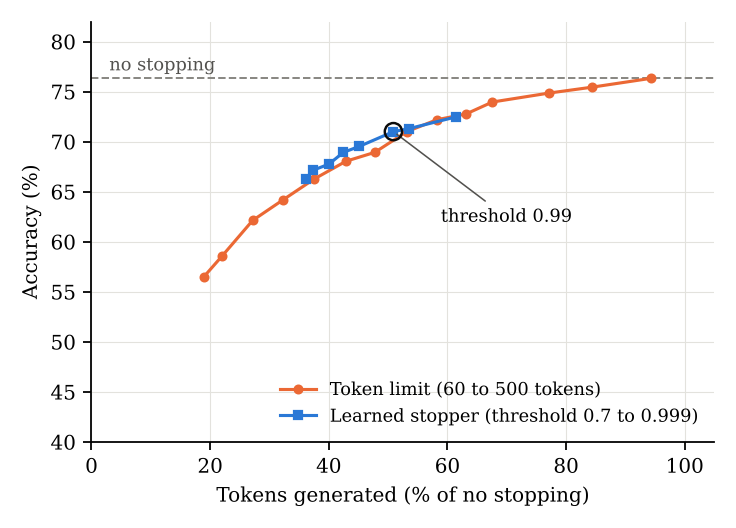 80
75
70
65
60
55
50
45
40
Accuracy (%)
no stopping
threshold 0.99
Token limit (60 to 500 tokens)
Learned stopper (threshold 0.7 to 0.999)
0 20 40 60 80 100
Tokens generated (% of no stopping)